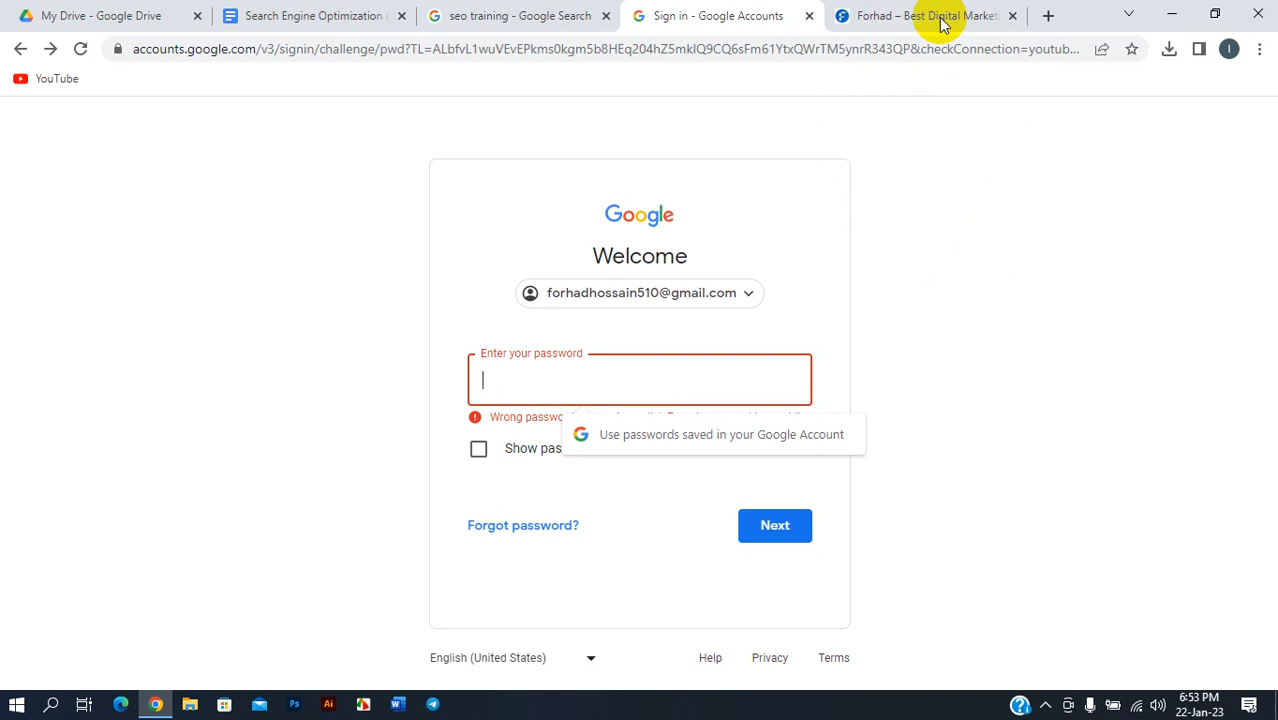 My Drive - Google Drive
Search Engine Optimization (
seo training - Google Search
Sign in - Google Accounts
Forhad – Best Digital Market
accounts.google.com/v3/signin/challenge/pwd?TL=ALbfvL1wuVEvEPkms0kgm5b8HEq204hZ5mklQ9CQ6sFm61YtxQWrTM5ynrR343QP&checkConnection=youtub...
I
YouTube
Google
Welcome
forhadhossain510@gmail.com
Enter your password
Wrong passwo
Use passwords saved in your Google Account
Show pas
Forgot password?
Next
English (United States)
Help
Privacy
Terms
Ps
Ai
W
6:53 PM
22-Jan-23